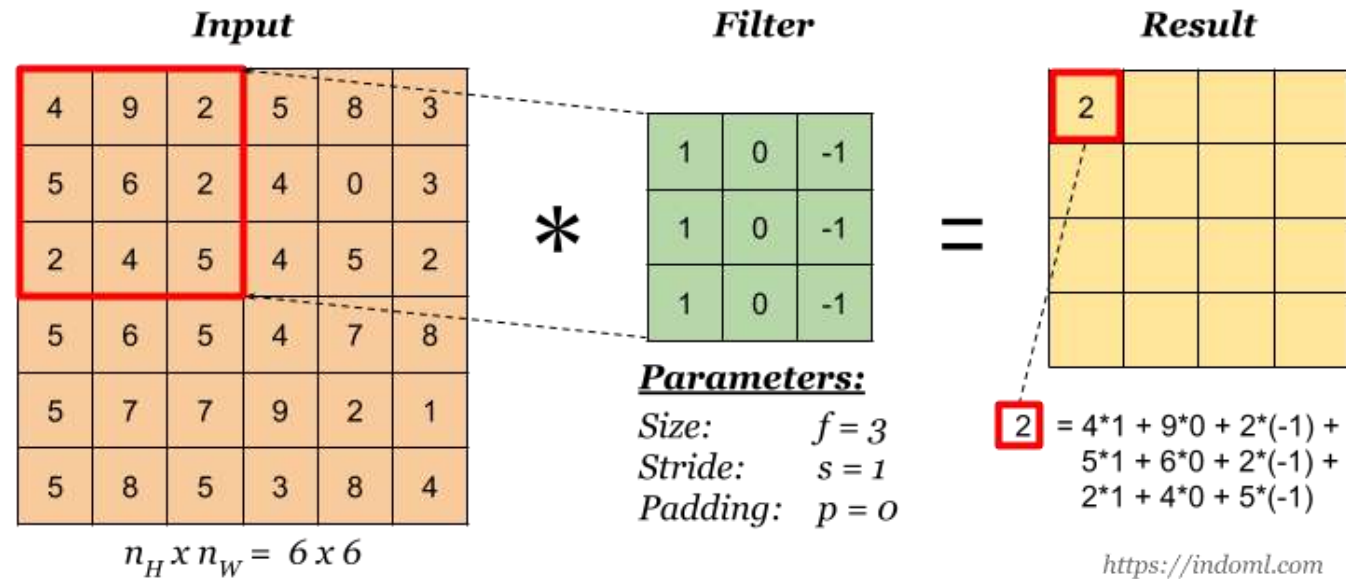 Input Filter Result
4 9 2 5 8 3
5 6 2 4 0 3
2 4 5 4 5 2
5 6 5 4 7 8
5 7 7 9 2 1
5 8 5 3 8 4
n_H x n_W = 6 x 6
*
1 0 -1
1 0 -1
1 0 -1
Parameters:
Size: f = 3
Stride: s = 1
Padding: p = 0
=
2
2 = 4*1 + 9*0 + 2*(-1) +
5*1 + 6*0 + 2*(-1) +
2*1 + 4*0 + 5*(-1)
https://indoml.com